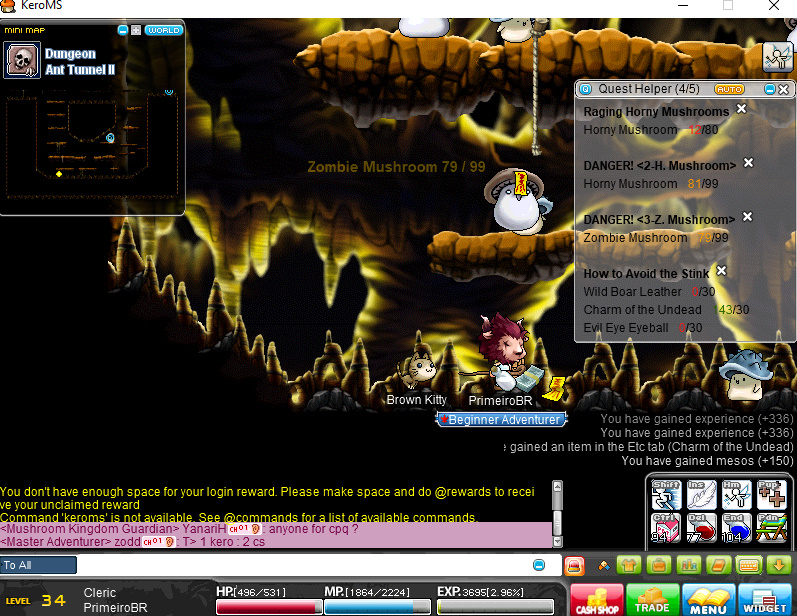 KeroMS
MINI MAP
WORLD
Dungeon
Ant Tunnel II
Quest Helper (4/5)
AUTO
Raging Horny Mushrooms
Horny Mushroom 12/80
DANGER! <2-H. Mushroom>
Horny Mushroom 81/99
DANGER! <3-Z. Mushroom>
Zombie Mushroom /99
How to Avoid the Stink
Wild Boar Leather /30
Charm of the Undead 143/30
Evil Eye Eyeball /30
Zombie Mushroom 79 / 99
Brown Kitty
PrimeiroBR
Beginner Adventurer
You have gained experience (+336)
You have gained experience (+336)
e gained an item in the Etc tab (Charm of the Undead)
You have gained mesos (+150)
You don't have enough space for your login reward. Please make space and do @rewards to recei
ve your unclaimed reward
Command 'keroms' is not available. See @commands for a list of available commands.
<Mushroom Kingdom Guardian> YanariH CH01: anyone for cpq ?
<Master Adventurer> zodd CH01: T> 1 kero : 2 cs
Shift
Ins
Hm
Pup
Ctrl
Del
End
Pdn
94
77
104
To All
LEVEL 34
Cleric
PrimeiroBR
HP.[496/531]
MP.[1864/2224]
EXP.3695[2.96%]
CASH SHOP
TRADE
MENU
WIDGET